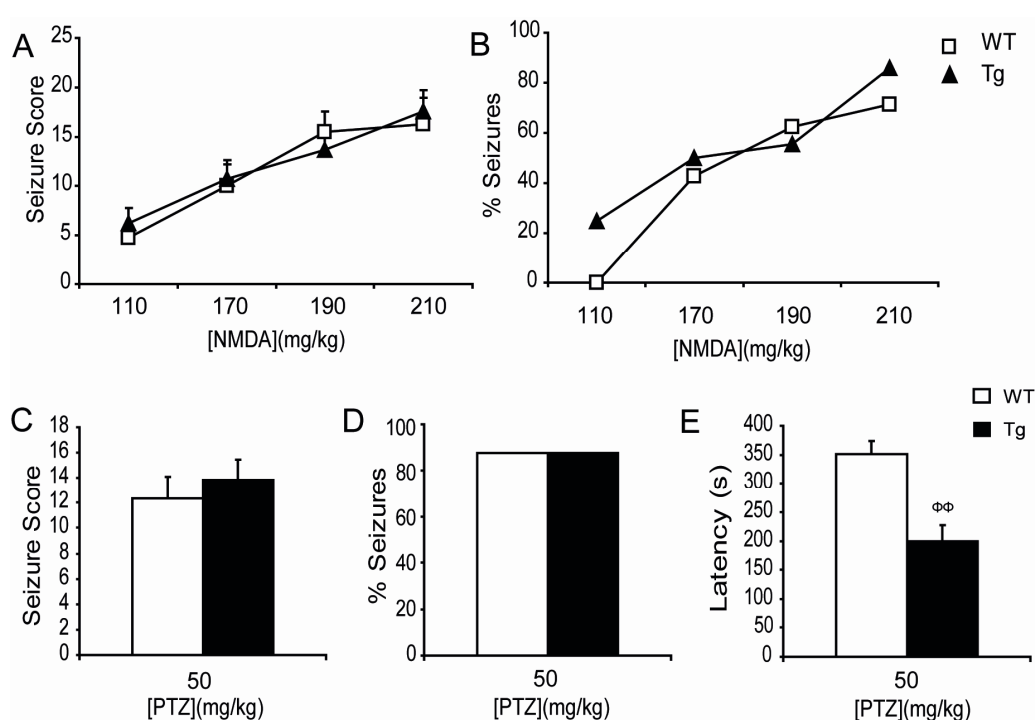 A
Seizure Score
25
20
15
10
5
0
110 170 190 210
[NMDA](mg/kg)
B
% Seizures
100
80
60
40
20
0
110 170 190 210
[NMDA](mg/kg)
WT
Tg
C
Seizure Score
18
16
14
12
10
8
6
4
2
0
50
[PTZ](mg/kg)
D
% Seizures
100
80
60
40
20
0
50
[PTZ](mg/kg)
E
Latency (s)
400
350
300
250
200
150
100
50
0
ΦΦ
50
[PTZ](mg/kg)
WT
Tg